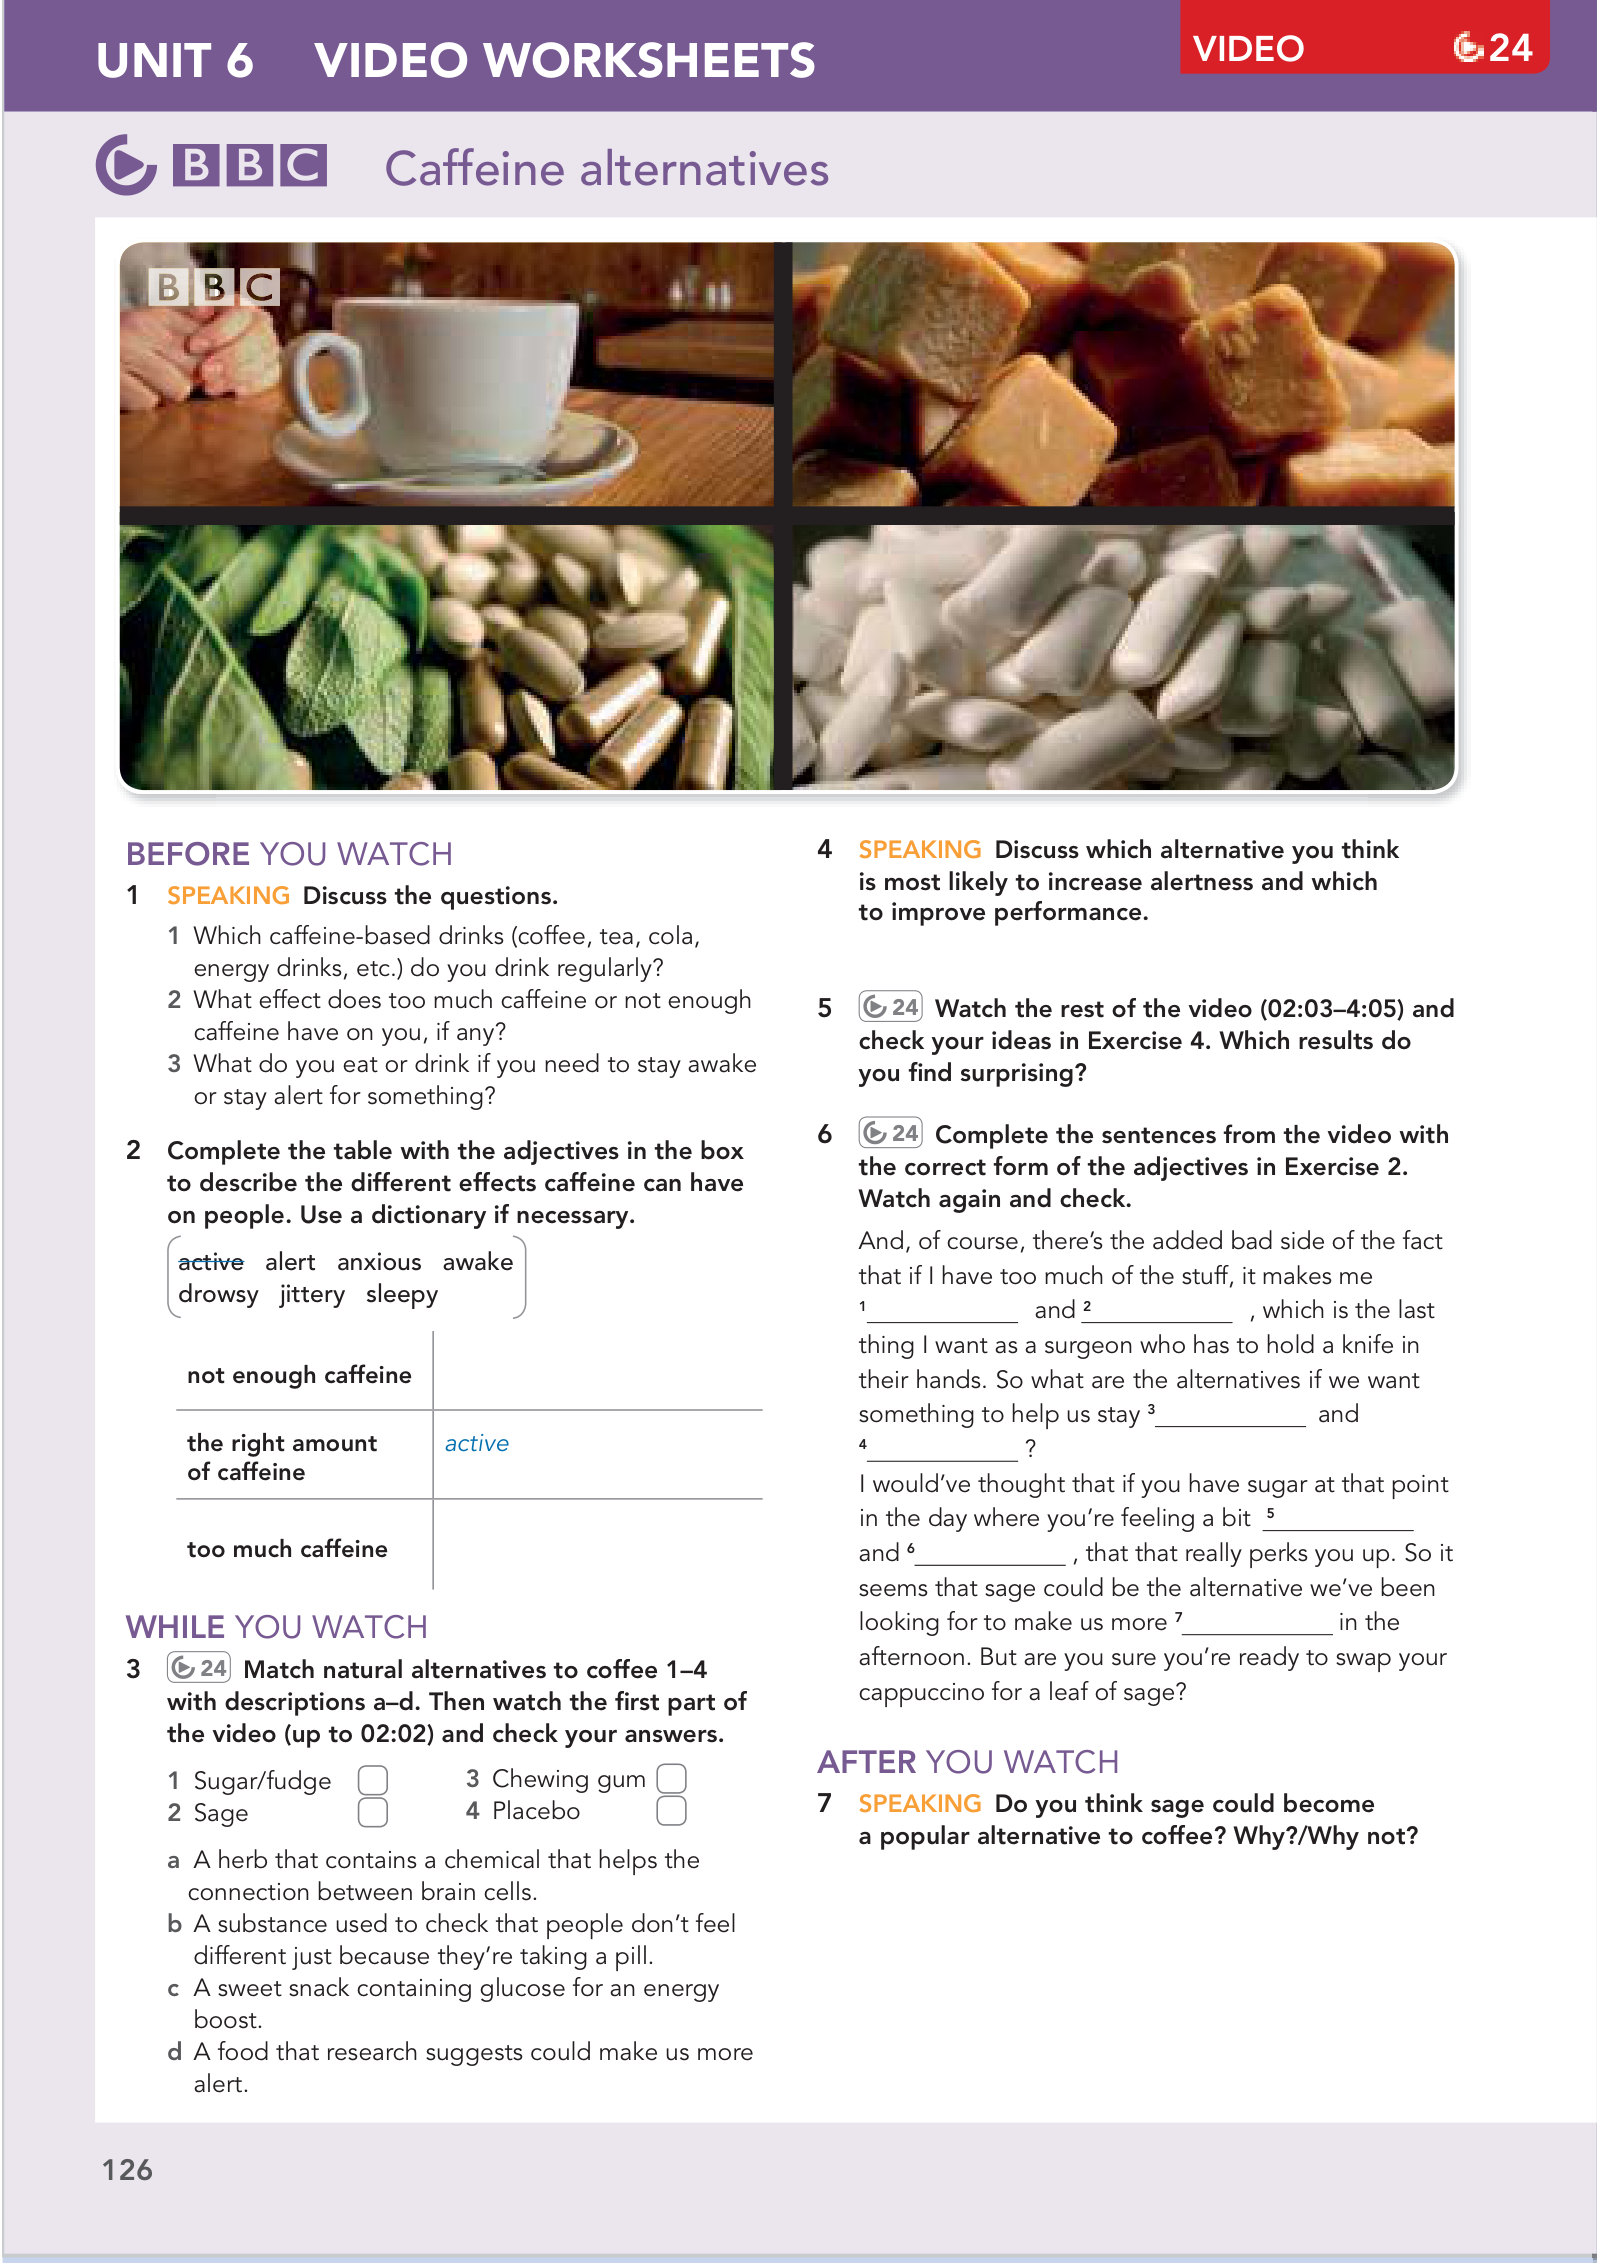 UNIT 6 VIDEO WORKSHEETS
VIDEO 24
BBC Caffeine alternatives
BBC
BEFORE YOU WATCH
1 SPEAKING Discuss the questions.
1 Which caffeine-based drinks (coffee, tea, cola,
energy drinks, etc.) do you drink regularly?
2 What effect does too much caffeine or not enough
caffeine have on you, if any?
3 What do you eat or drink if you need to stay awake
or stay alert for something?
2 Complete the table with the adjectives in the box
to describe the different effects caffeine can have
on people. Use a dictionary if necessary.
active alert anxious awake
drowsy jittery sleepy
not enough caffeine
the right amount
of caffeine
active
too much caffeine
WHILE YOU WATCH
3 24 Match natural alternatives to coffee 1–4
with descriptions a–d. Then watch the first part of
the video (up to 02:02) and check your answers.
1 Sugar/fudge
2 Sage
3 Chewing gum
4 Placebo
a A herb that contains a chemical that helps the
connection between brain cells.
b A substance used to check that people don't feel
different just because they're taking a pill.
c A sweet snack containing glucose for an energy
boost.
d A food that research suggests could make us more
alert.
4 SPEAKING Discuss which alternative you think
is most likely to increase alertness and which
to improve performance.
5 24 Watch the rest of the video (02:03–4:05) and
check your ideas in Exercise 4. Which results do
you find surprising?
6 24 Complete the sentences from the video with
the correct form of the adjectives in Exercise 2.
Watch again and check.
And, of course, there's the added bad side of the fact
that if I have too much of the stuff, it makes me
1____________ and 2____________ , which is the last
thing I want as a surgeon who has to hold a knife in
their hands. So what are the alternatives if we want
something to help us stay 3____________ and
4____________ ?
I would've thought that if you have sugar at that point
in the day where you're feeling a bit 5____________
and 6____________ , that that really perks you up. So it
seems that sage could be the alternative we've been
looking for to make us more 7____________ in the
afternoon. But are you sure you're ready to swap your
cappuccino for a leaf of sage?
AFTER YOU WATCH
7 SPEAKING Do you think sage could become
a popular alternative to coffee? Why?/Why not?
126